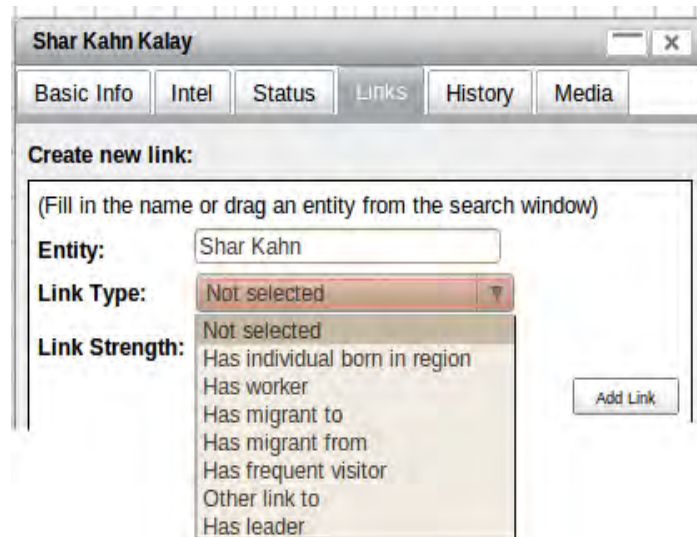 Shar Kahn Kalay
Basic Info Intel Status Links History Media
Create new link:
(Fill in the name or drag an entity from the search window)
Entity: Shar Kahn
Link Type: Not selected
Not selected
Link Strength:
Has individual born in region
Has worker
Add Link
Has migrant to
Has migrant from
Has frequent visitor
Other link to
Has leader